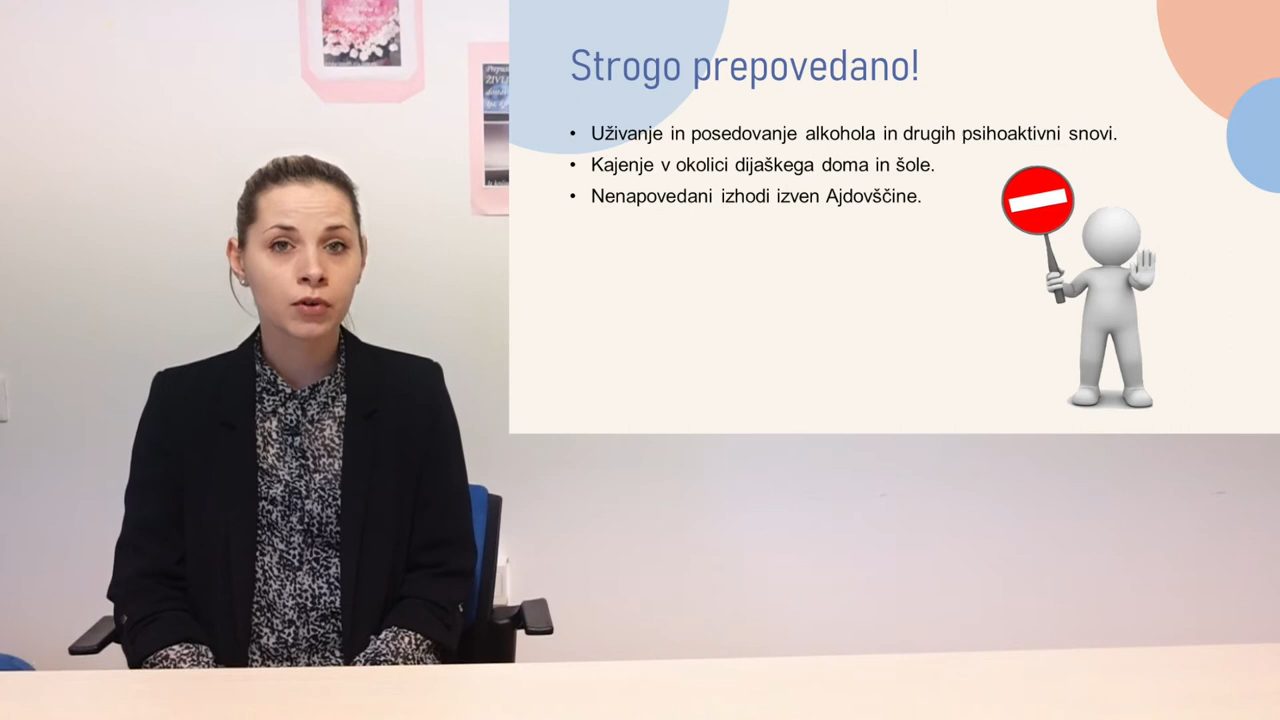 Strogo prepovedano!
• Uživanje in posedovanje alkohola in drugih psihoaktivni snovi.
• Kajenje v okolici dijaškega doma in šole.
• Nenapovedani izhodi izven Ajdovščine.